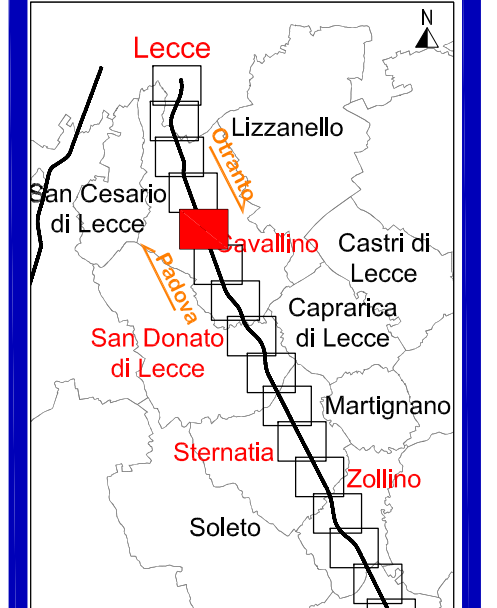 N
Lecce
Lizzanello
Otranto
San Cesario
di Lecce
Cavallino
Castri di
Lecce
Padova
Caprarica
di Lecce
San Donato
di Lecce
Martignano
Sternatia
Zollino
Soleto